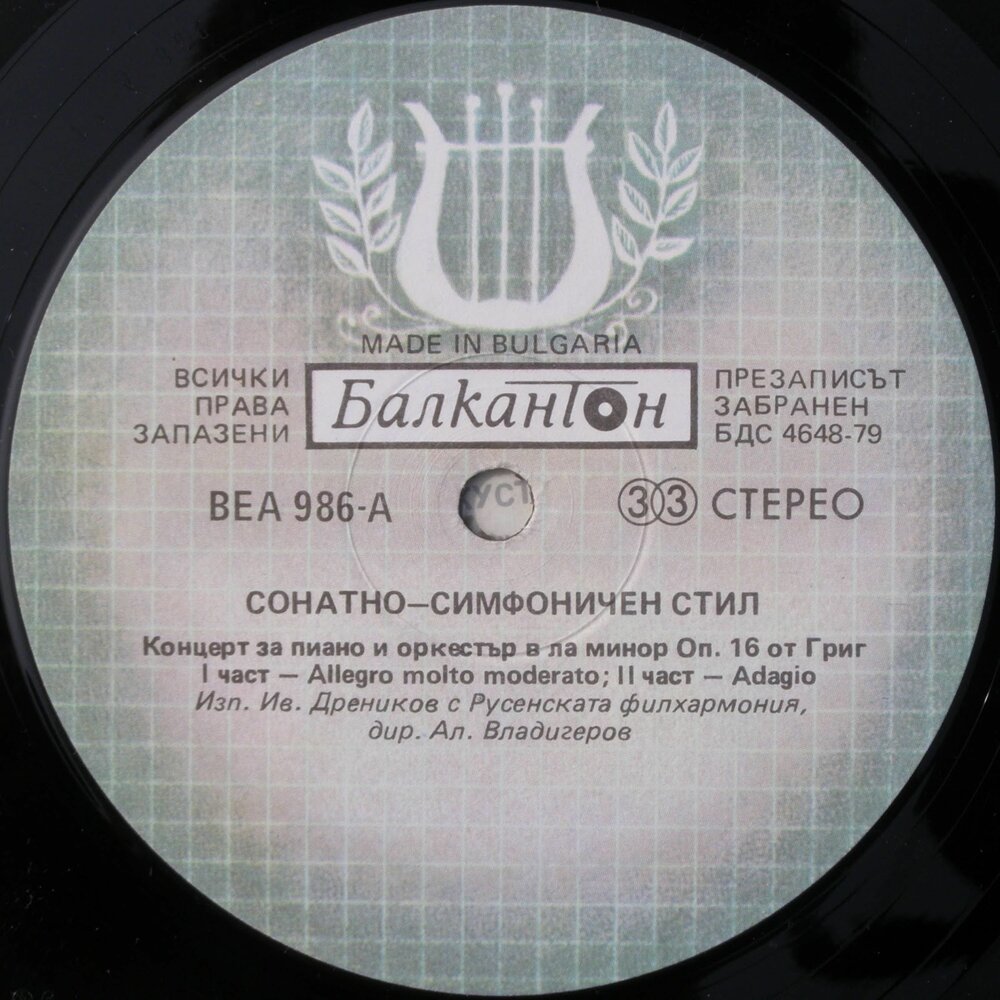 MADE IN BULGARIA
ВСИЧКИ
ПРАВА
ЗАПАЗЕНИ
Балкантон
ПРЕЗАПИСЪТ
ЗАБРАНЕН
БДС 4648-79
ВЕА 986-А
33 СТЕРЕО
СОНАТНО—СИМФОНИЧЕН СТИЛ
Концерт за пиано и оркестър в ла минор Оп. 16 от Григ
I част — Allegro molto moderato; II част — Adagio
Изп. Ив. Дреников с Русенската филхармония,
дир. Ал. Владигеров